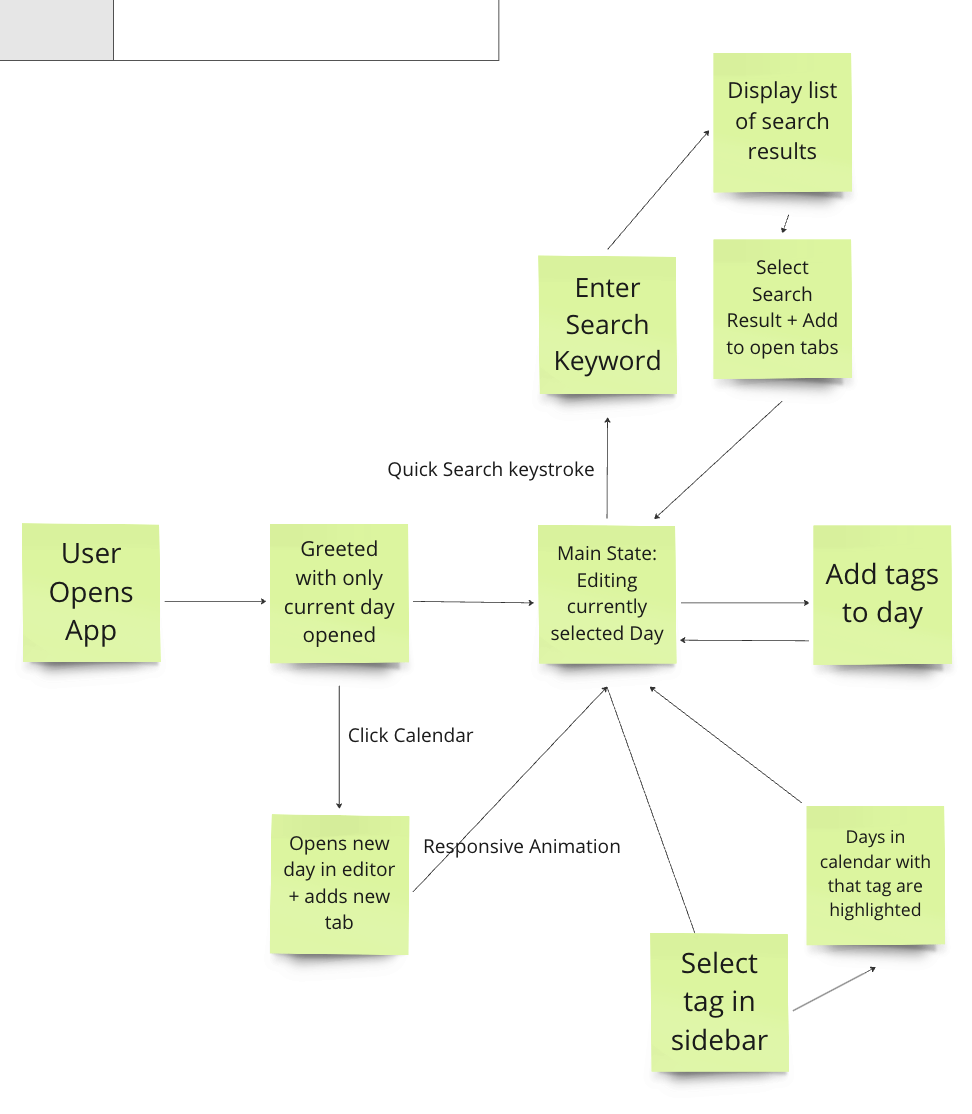 Display list
of search
results
Select
Search
Result + Add
to open tabs
Enter
Search
Keyword
Quick Search keystroke
User
Opens
App
Greeted
with only
current day
opened
Main State:
Editing
currently
selected Day
Add tags
to day
Click Calendar
Opens new
day in editor
+ adds new
tab
Responsive Animation
Days in
calendar with
that tag are
highlighted
Select
tag in
sidebar